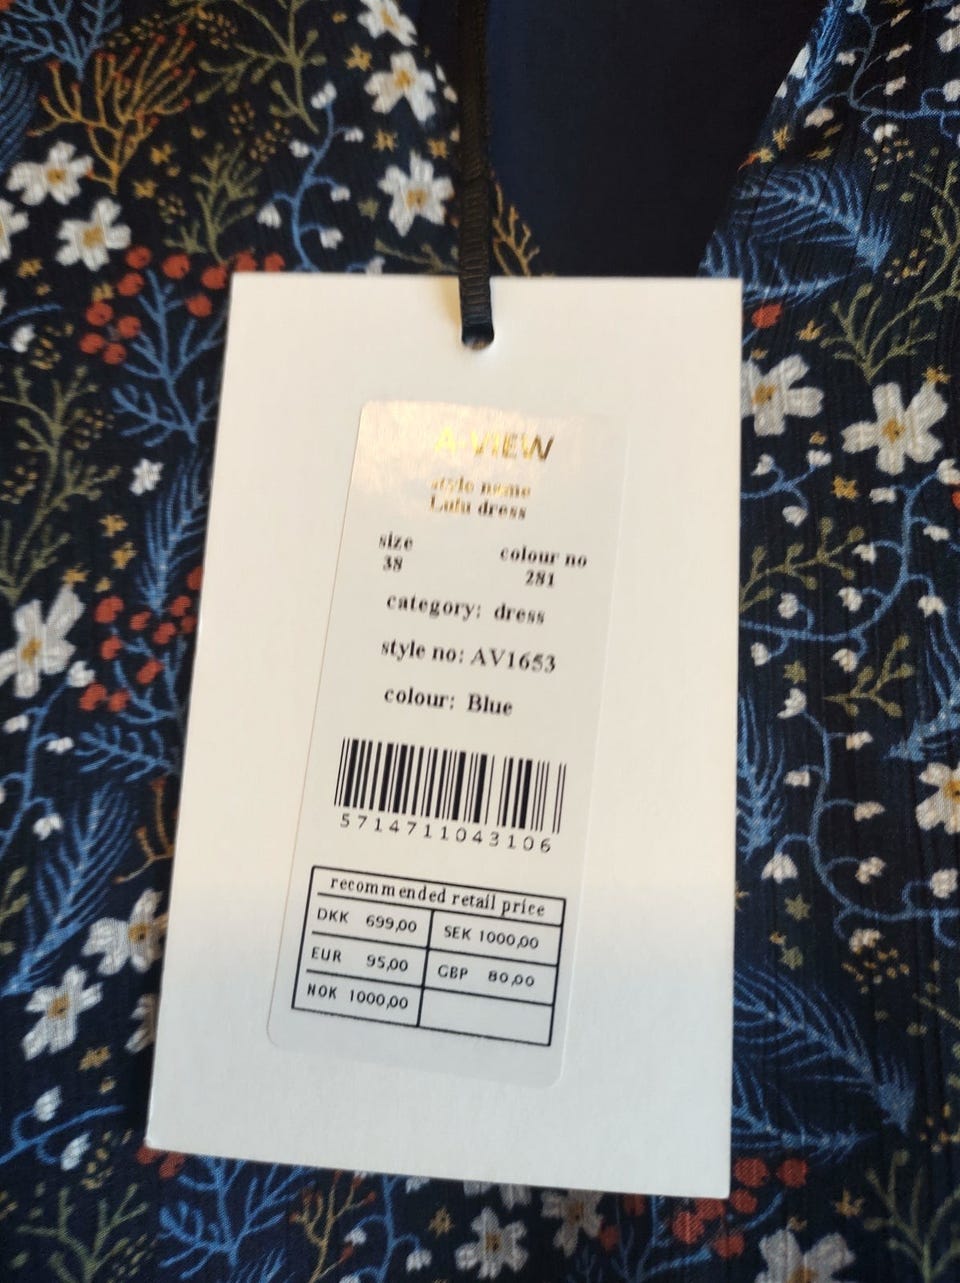 A-VIEW
style name
Lulu dress
size
38
colour no
281
category: dress
style no: AV1653
colour: Blue
5714711043106
recommended retail price
DKK 699,00
SEK 1000,00
EUR 95,00
GBP 80,00
NOK 1000,00